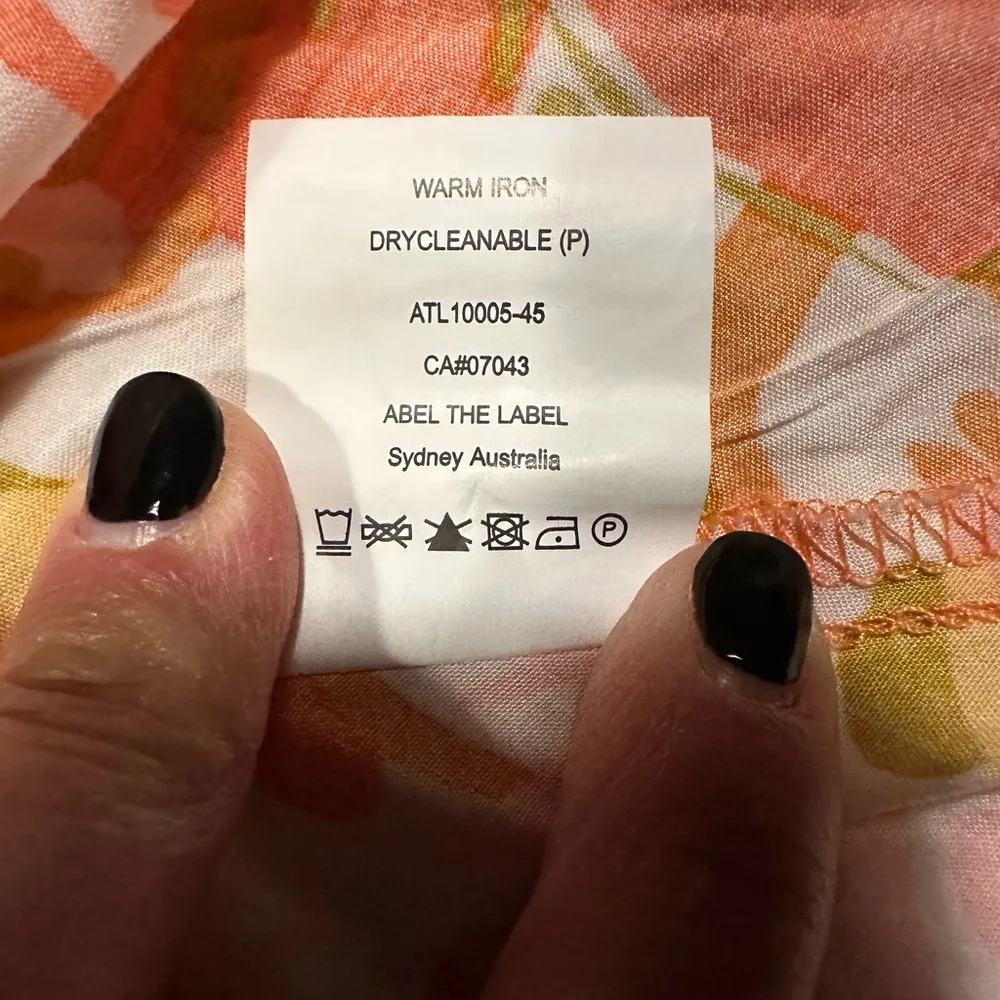 WARM IRON
DRYCLEANABLE (P)
ATL10005-45
CA#07043
ABEL THE LABEL
Sydney Australia
P